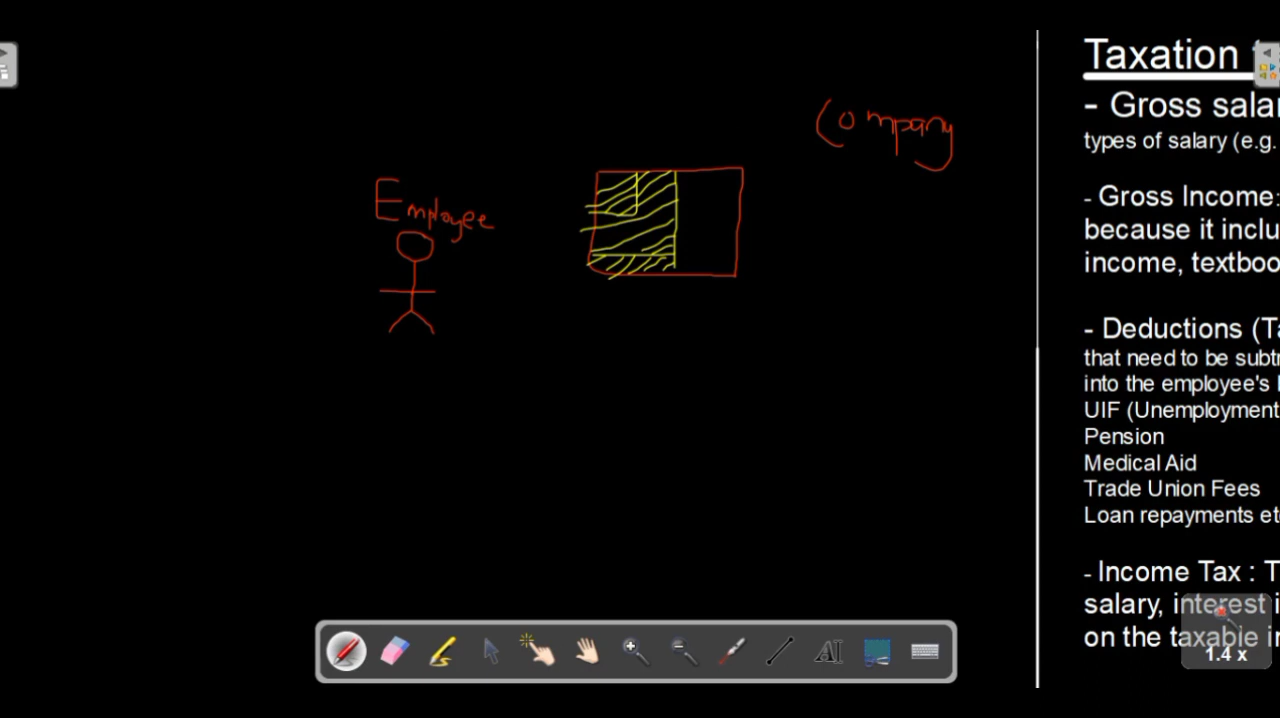 Company
Employee
Taxation
- Gross salar
types of salary (e.g.
- Gross Income:
because it inclu
income, textboo
- Deductions (Ta
that need to be subtr
into the employee's
UIF (Unemployment
Pension
Medical Aid
Trade Union Fees
Loan repayments et
- Income Tax : T
salary, interest i
on the taxable i
1.4 x
AI